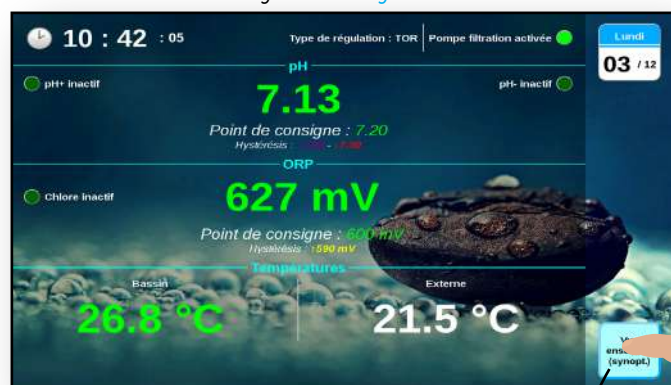 10 : 42 : 05
Type de régulation : TOR
Pompe filtration activée
Lundi
03 / 12
pH
pH+ inactif
pH- inactif
7.13
Point de consigne : 7.20
Hystérésis :
ORP
Chlore inactif
627 mV
Point de consigne : 600 mV
Hystérésis : ↑590 mV
Températures
Bassin
Externe
26.8 °C
21.5 °C
(synopt.)